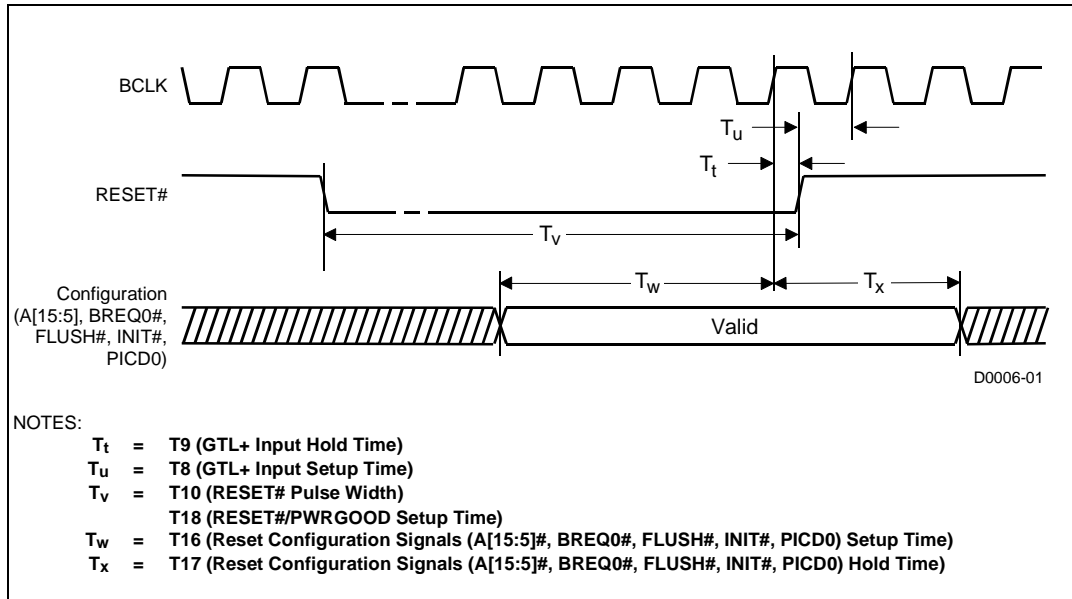 BCLK
Tu
Tt
RESET#
Tv
Tw
Tx
Configuration
(A[15:5], BREQ0#,
FLUSH#, INIT#,
PICD0)
Valid
D0006-01
NOTES:
Tt = T9 (GTL+ Input Hold Time)
Tu = T8 (GTL+ Input Setup Time)
Tv = T10 (RESET# Pulse Width)
T18 (RESET#/PWRGOOD Setup Time)
Tw = T16 (Reset Configuration Signals (A[15:5]#, BREQ0#, FLUSH#, INIT#, PICD0) Setup Time)
Tx = T17 (Reset Configuration Signals (A[15:5]#, BREQ0#, FLUSH#, INIT#, PICD0) Hold Time)